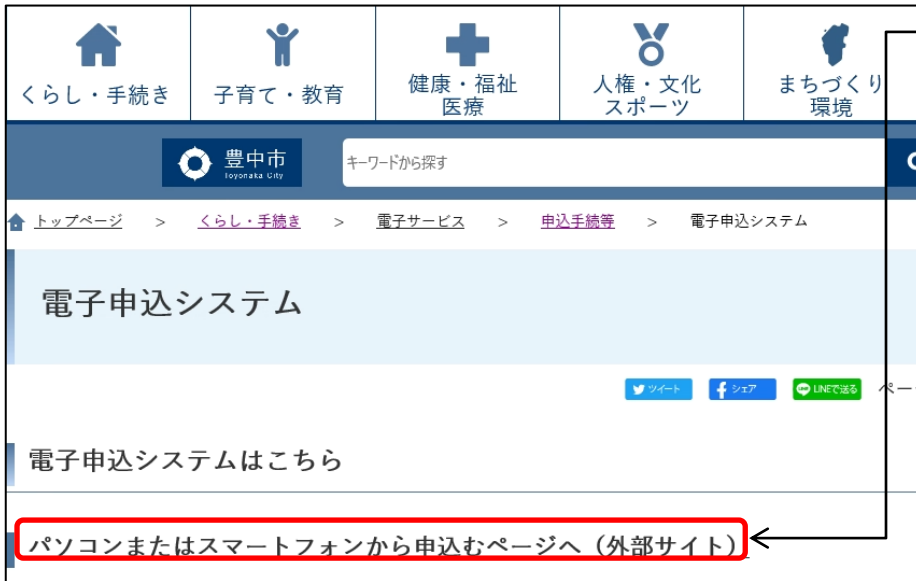 くらし・手続き
子育て・教育
健康・福祉
医療
人権・文化
スポーツ
まちづくり
環境
豊中市
Toyonaka City
キーワードから探す
トップページ > くらし・手続き > 電子サービス > 申込手続等 > 電子申込システム
電子申込システム
ツイート
シェア
LINEで送る
ペー
電子申込システムはこちら
パソコンまたはスマートフォンから申込むページへ（外部サイト）